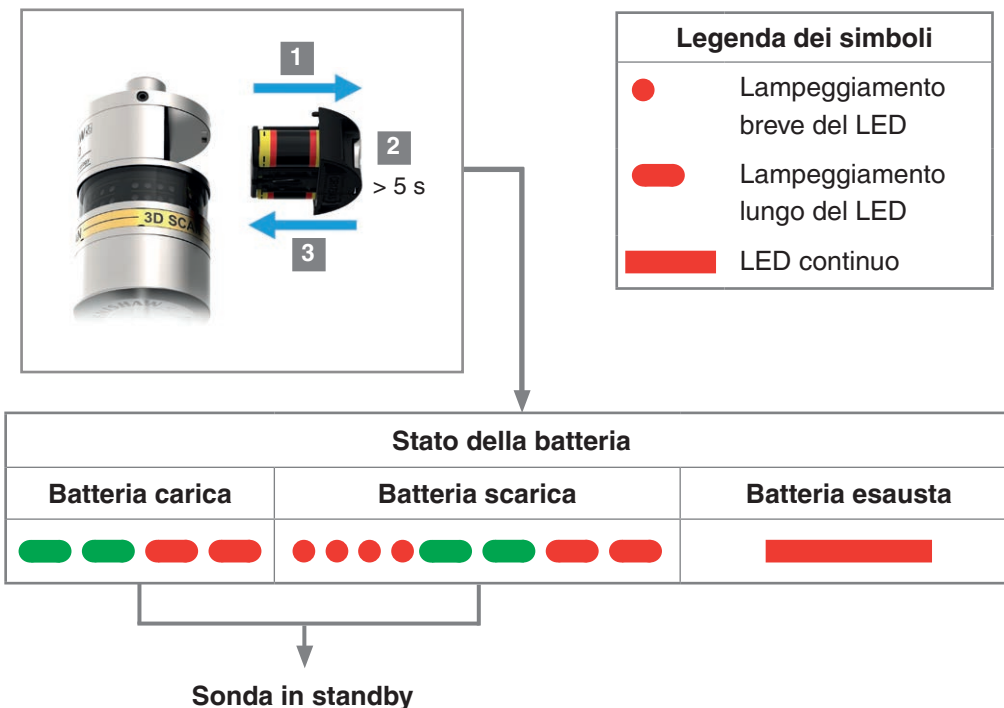 1
2
> 5 s
3
3D SCA
Legenda dei simboli
Lampeggiamento
breve del LED
Lampeggiamento
lungo del LED
LED continuo
Stato della batteria
Batteria carica
Batteria scarica
Batteria esausta
Sonda in standby